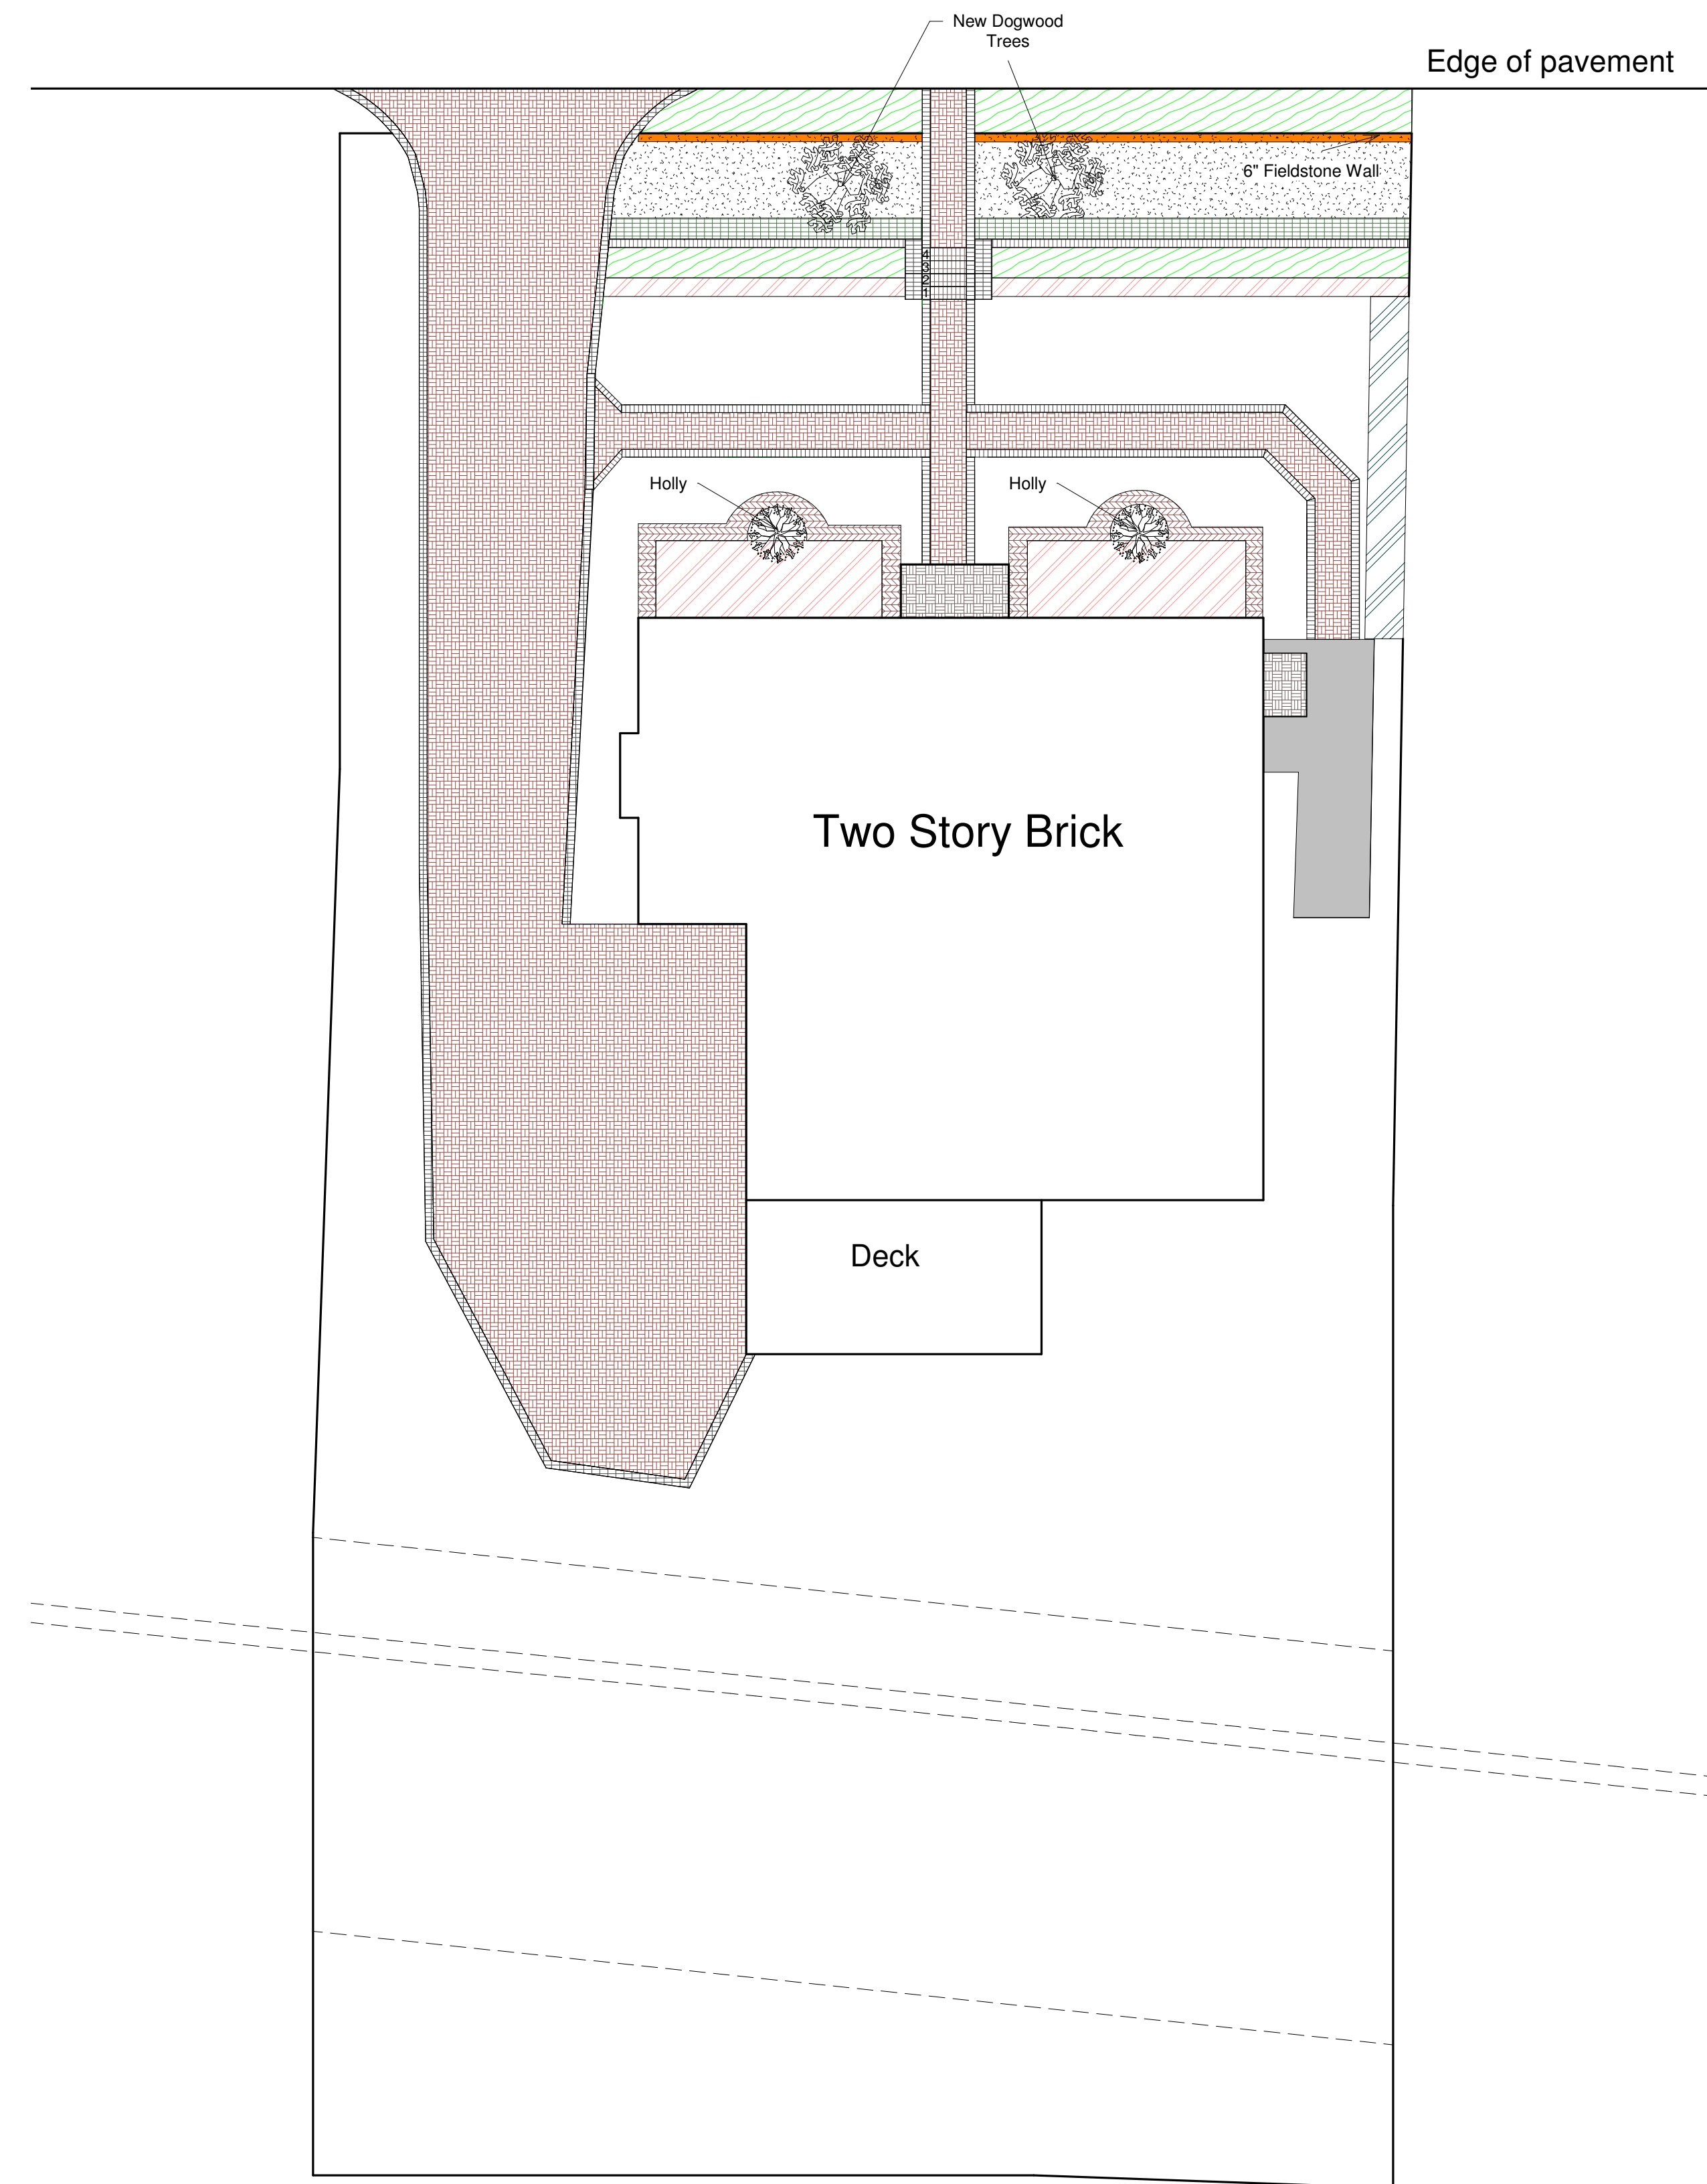 New Dogwood
Trees
Edge of pavement
6" Fieldstone Wall
4
3
2
1
Holly
Holly
Two Story Brick
Deck